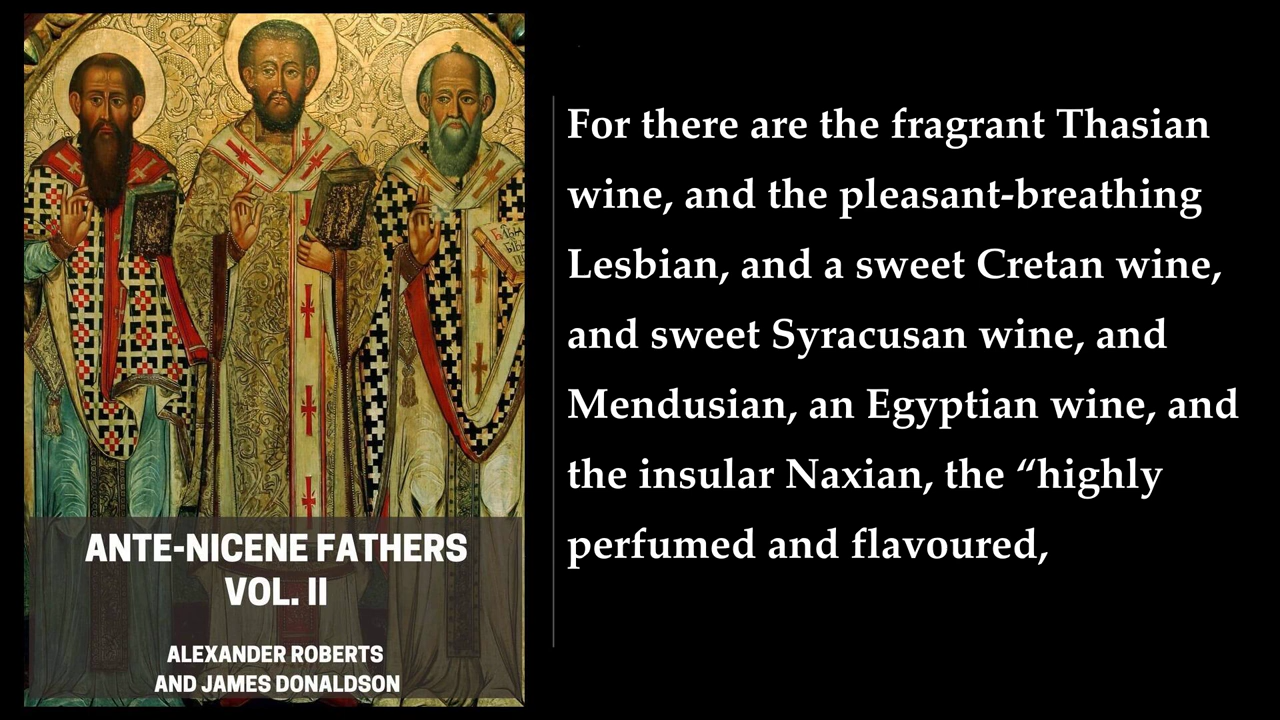 For there are the fragrant Thasian
wine, and the pleasant-breathing
Lesbian, and a sweet Cretan wine,
and sweet Syracusan wine, and
Mendusian, an Egyptian wine, and
the insular Naxian, the “highly
perfumed and flavoured,
ANTE-NICENE FATHERS
VOL. II
ALEXANDER ROBERTS
AND JAMES DONALDSON